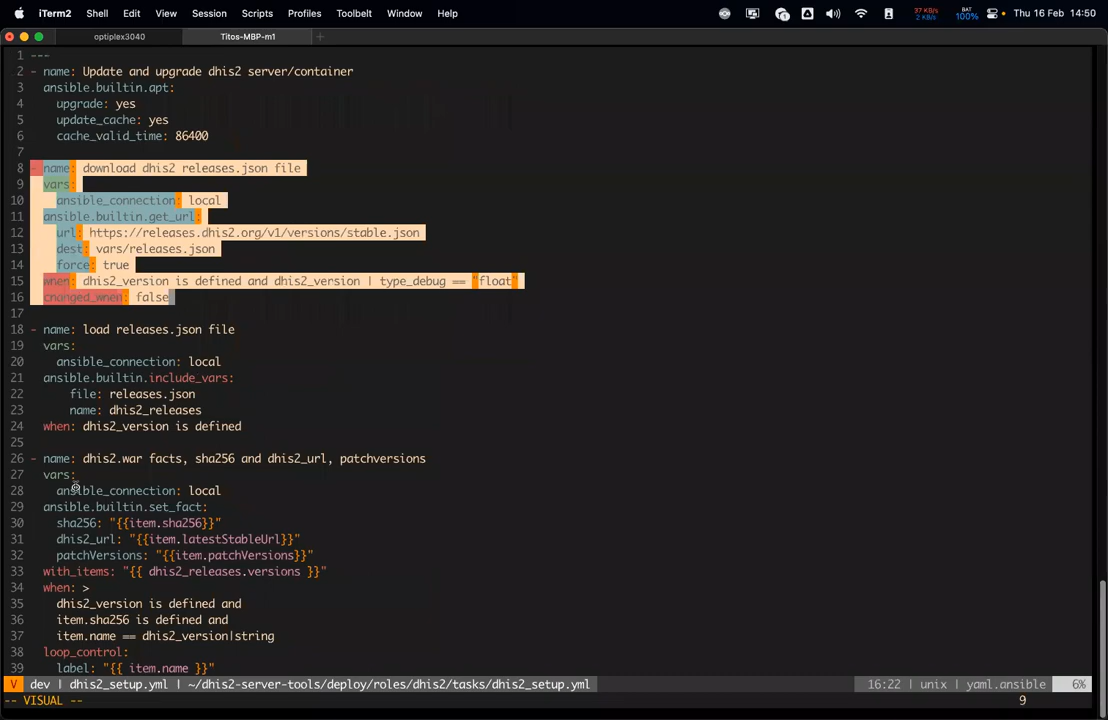 iTerm2 Shell Edit View Session Scripts Profiles Toolbelt Window Help 37 KB/s 2 KB/s BAT 100% Thu 16 Feb 14:50
optiplex3040 Titos-MBP-m1 +
1 ---
2 - name: Update and upgrade dhis2 server/container
3 ansible.builtin.apt:
4 upgrade: yes
5 update_cache: yes
6 cache_valid_time: 86400
7
8 - name: download dhis2 releases.json file
9 vars:
10 ansible_connection: local
11 ansible.builtin.get_url:
12 url: https://releases.dhis2.org/v1/versions/stable.json
13 dest: vars/releases.json
14 force: true
15 when: dhis2_version is defined and dhis2_version | type_debug == "float"
16 changed_when: false
17
18 - name: load releases.json file
19 vars:
20 ansible_connection: local
21 ansible.builtin.include_vars:
22 file: releases.json
23 name: dhis2_releases
24 when: dhis2_version is defined
25
26 - name: dhis2.war facts, sha256 and dhis2_url, patchversions
27 vars:
28 ansible_connection: local
29 ansible.builtin.set_fact:
30 sha256: "{{item.sha256}}"
31 dhis2_url: "{{item.latestStableUrl}}"
32 patchVersions: "{{item.patchVersions}}"
33 with_items: "{{ dhis2_releases.versions }}"
34 when: >
35 dhis2_version is defined and
36 item.sha256 is defined and
37 item.name == dhis2_version|string
38 loop_control:
39 label: "{{ item.name }}"
V dev | dhis2_setup.yml | ~/dhis2-server-tools/deploy/roles/dhis2/tasks/dhis2_setup.yml 16:22 | unix | yaml.ansible 6%
-- VISUAL -- 9